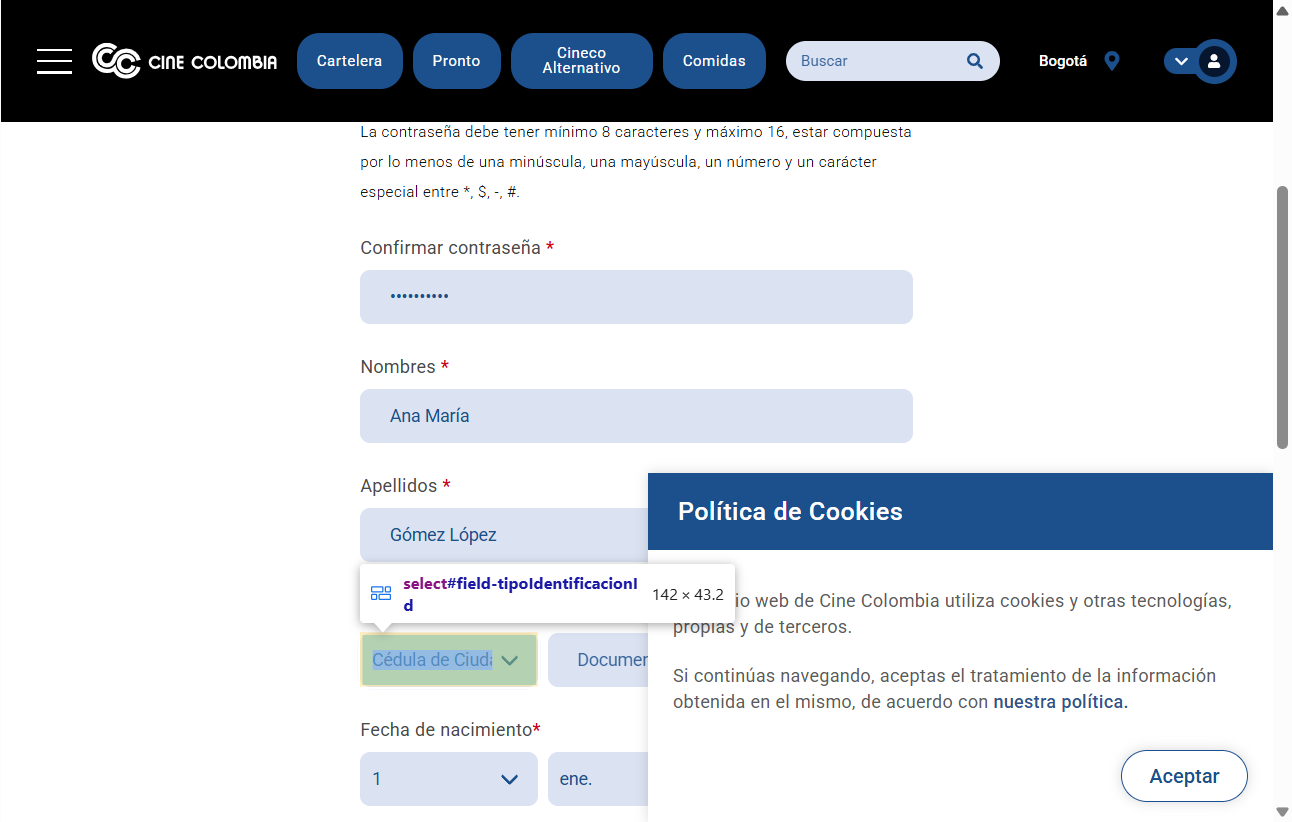 CINE COLOMBIA
Cartelera
Pronto
Cineco
Alternativo
Comidas
Buscar
Bogotá
La contraseña debe tener mínimo 8 caracteres y máximo 16, estar compuesta
por lo menos de una minúscula, una mayúscula, un número y un carácter
especial entre *, $, -, #.
Confirmar contraseña *
••••••••••
Nombres *
Ana María
Apellidos *
Gómez López
select#field-tipoIdentificacionI
d
142 × 43.2
Cédula de Ciuda
Documen
Fecha de nacimiento*
1
ene.
Política de Cookies
io web de Cine Colombia utiliza cookies y otras tecnologías,
propias y de terceros.
Si continúas navegando, aceptas el tratamiento de la información
obtenida en el mismo, de acuerdo con nuestra política.
Aceptar